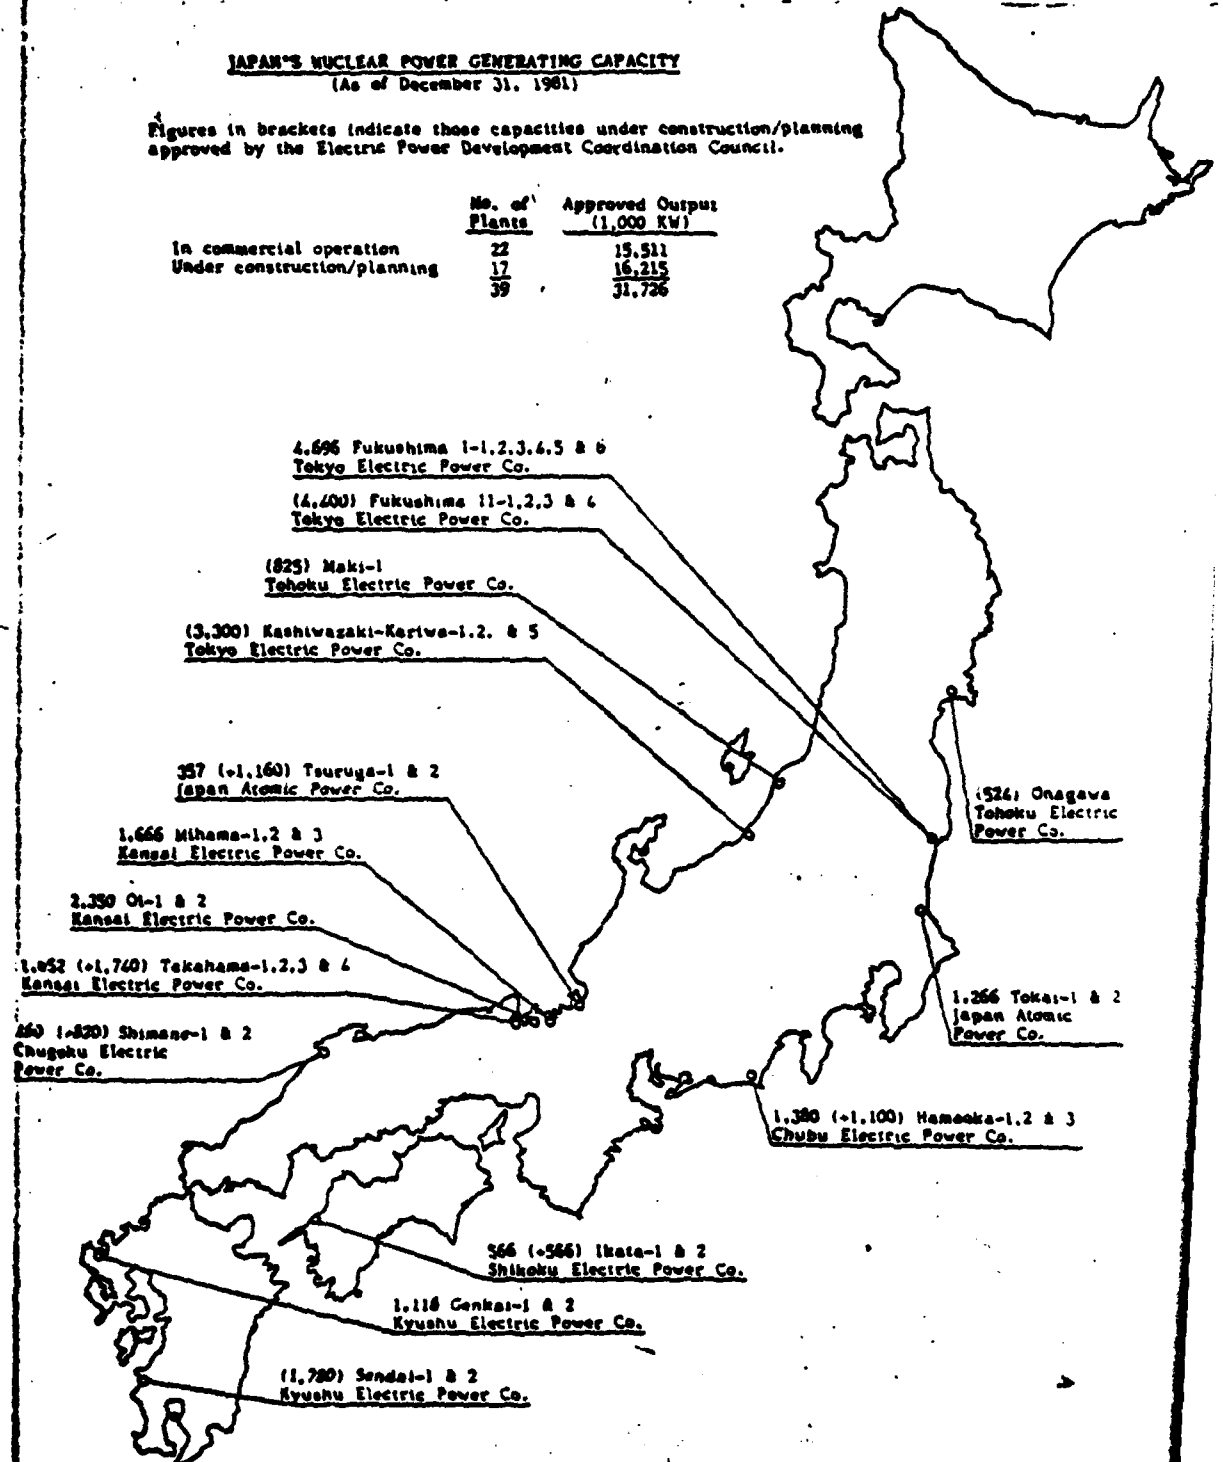 JAPAN'S NUCLEAR POWER GENERATING CAPACITY
(As of December 31, 1981)
Figures in brackets indicate those capacities under construction/planning
approved by the Electric Power Development Coordination Council.
No. of Approved Output
Plants (1,000 KW)
In commercial operation 22 15,511
Under construction/planning 17 16,215
39 31,726
4,696 Fukushima 1-1,2,3,4,5 & 6
Tokyo Electric Power Co.
(4,400) Fukushima 11-1,2,3 & 4
Tokyo Electric Power Co.
(825) Maki-1
Tohoku Electric Power Co.
(3,300) Kashiwazaki-Kariwa-1,2, & 5
Tokyo Electric Power Co.
357 (+1,160) Tsuruga-1 & 2
Japan Atomic Power Co.
(524) Onagawa
Tohoku Electric
Power Co.
1,666 Mihama-1,2 & 3
Kansai Electric Power Co.
2,350 Oi-1 & 2
Kansai Electric Power Co.
1,652 (+1,740) Takahama-1,2,3 & 4
Kansai Electric Power Co.
1,266 Tokai-1 & 2
Japan Atomic
Power Co.
460 (+820) Shimane-1 & 2
Chugoku Electric
Power Co.
1,380 (+1,100) Hamaoka-1,2 & 3
Chubu Electric Power Co.
566 (+566) Ikata-1 & 2
Shikoku Electric Power Co.
1,118 Genkai-1 & 2
Kyushu Electric Power Co.
(1,780) Sendai-1 & 2
Kyushu Electric Power Co.